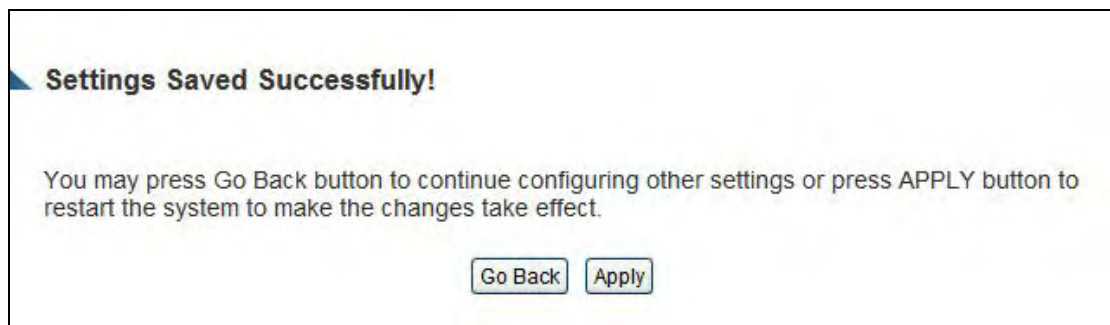 Settings Saved Successfully!
You may press Go Back button to continue configuring other settings or press APPLY button to
restart the system to make the changes take effect.
Go Back Apply